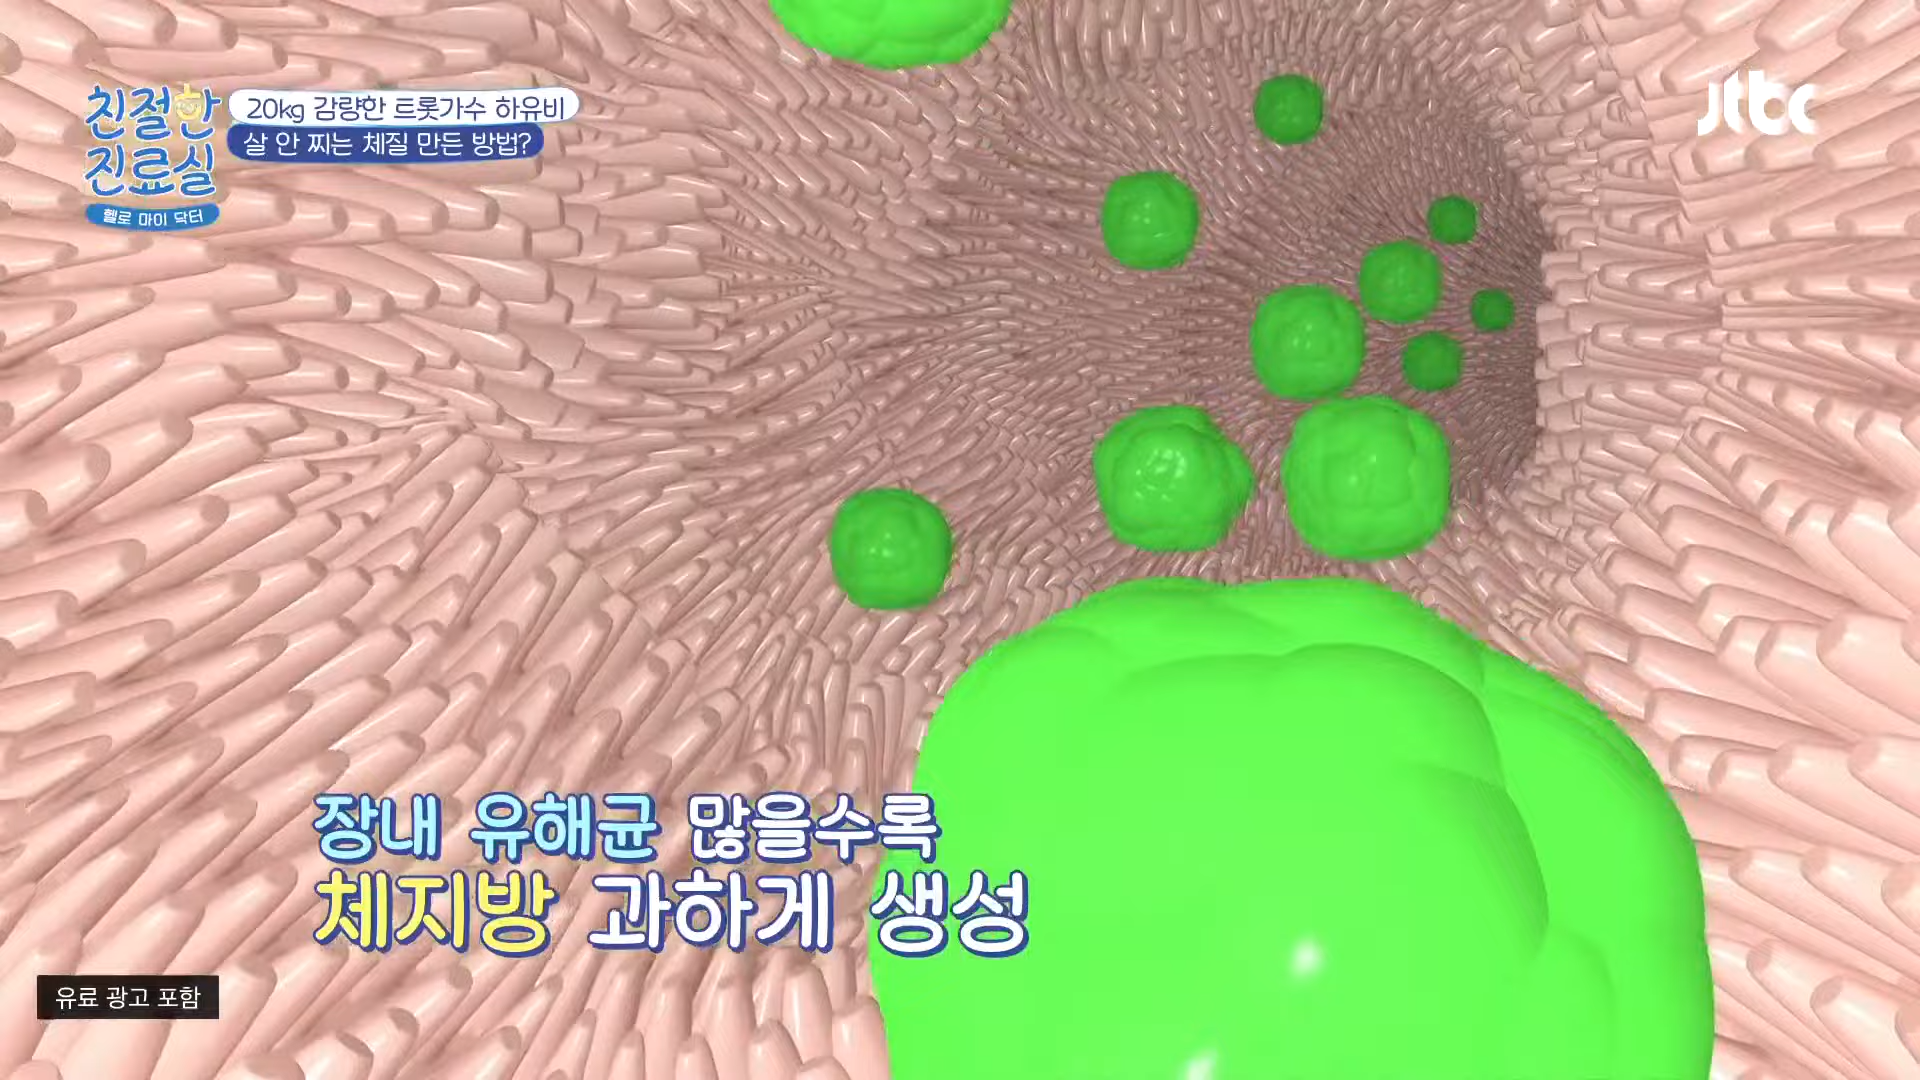 친절한
진료실
헬로 마이 닥터
20kg 감량한 트롯가수 하유비
살 안 찌는 체질 만든 방법?
jtbc
장내 유해균 많을수록
체지방 과하게 생성
유료 광고 포함